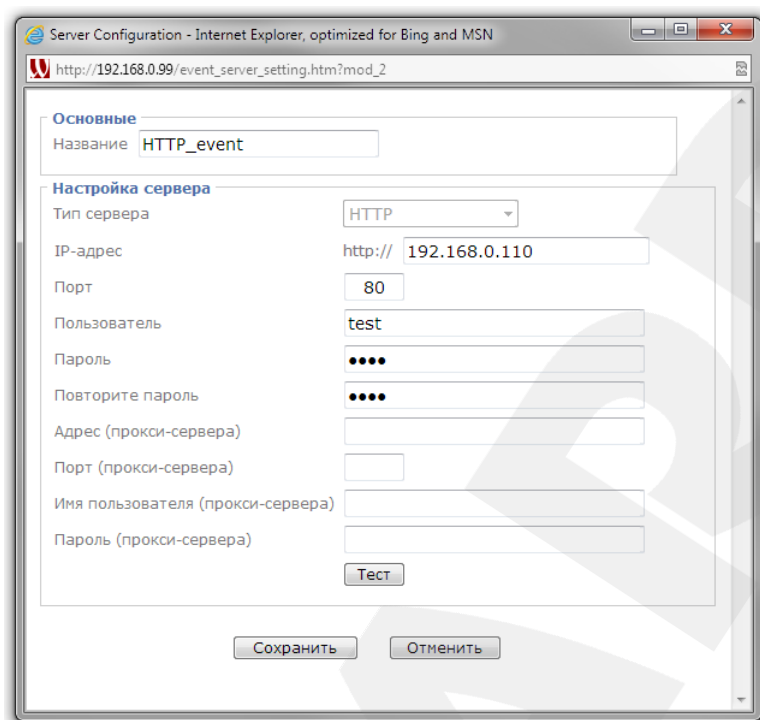 Server Configuration - Internet Explorer, optimized for Bing and MSN
http://192.168.0.99/event_server_setting.htm?mod_2
Основные
Название HTTP_event
Настройка сервера
Тип сервера HTTP
IP-адрес http:// 192.168.0.110
Порт 80
Пользователь test
Пароль ••••
Повторите пароль ••••
Адрес (прокси-сервера)
Порт (прокси-сервера)
Имя пользователя (прокси-сервера)
Пароль (прокси-сервера)
Тест
Сохранить Отменить